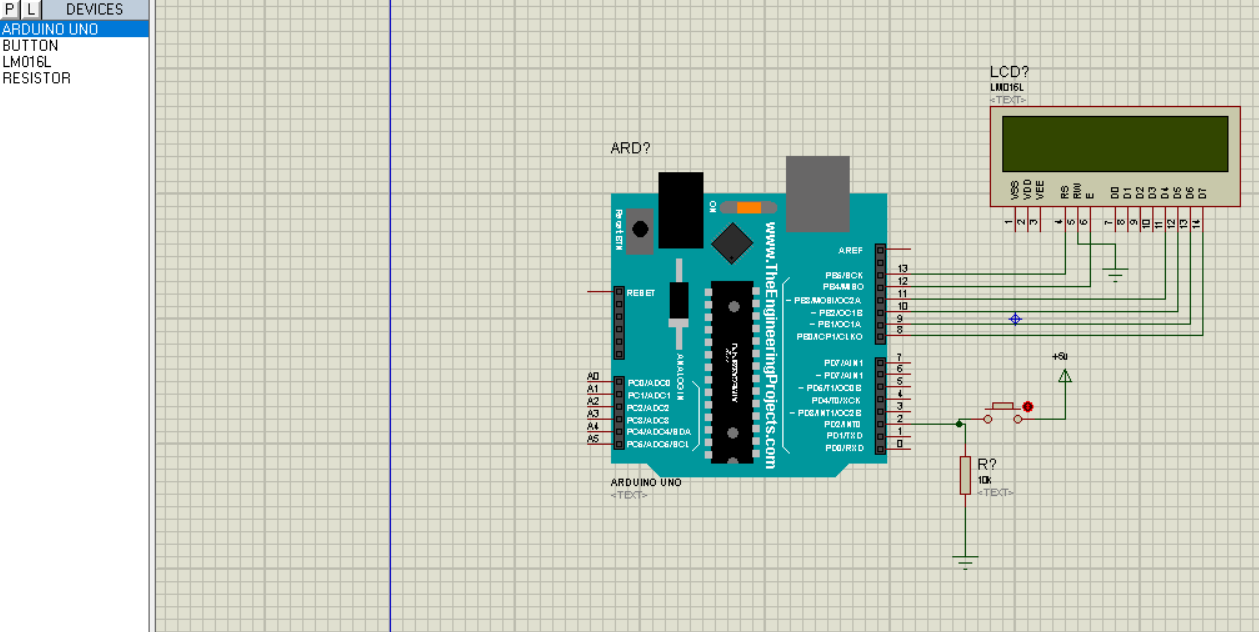 P L DEVICES
ARDUINO UNO
BUTTON
LM016L
RESISTOR
LCD?
LM016L
<TEXT>
VSS
VDD
VEE
RS
RW
E
D0
D1
D2
D3
D4
D5
D6
D7
1
2
3
4
5
6
7
8
9
10
11
12
13
14
ARD?
ON
Reset BTN
www.TheEngineeringProjects.com
RESET
ANALOG IN
AREF
PB5/SCK 13
PB4/MISO 12
~ PB3/MOSI/OC2A 11
~ PB2/OC1B 10
~ PB1/OC1A 9
PB0/ICP1/CLKO 8
PD7/AIN1 7
~ PD7/AIN1 6
~ PD5/T1/OC0B 5
PD4/T0/XCK 4
~ PD3/INT1/OC2B 3
PD2/INT0 2
PD1/TXD 1
PD0/RXD 0
A0 PC0/ADC0
A1 PC1/ADC1
A2 PC2/ADC2
A3 PC3/ADC3
A4 PC4/ADC4/SDA
A5 PC5/ADC5/SCL
ARDUINO UNO
<TEXT>
+5v
R?
10k
<TEXT>